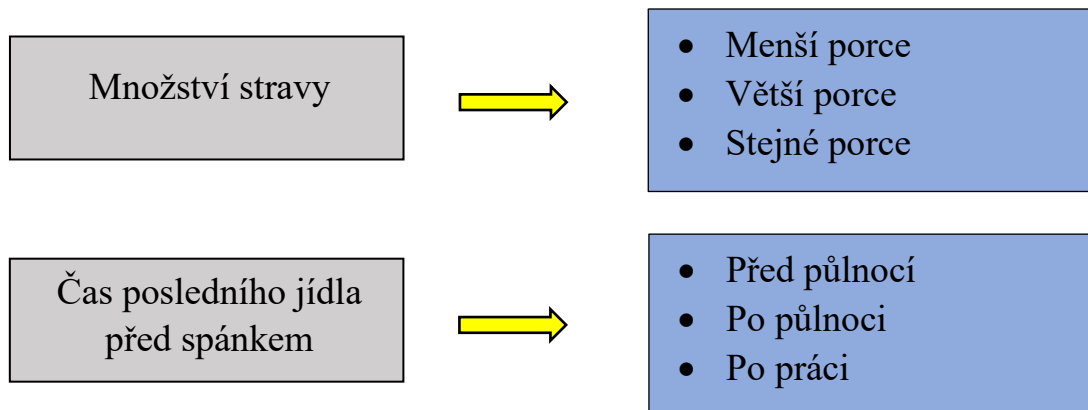 Množství stravy
• Menší porce
• Větší porce
• Stejné porce
Čas posledního jídla
před spánkem
• Před půlnocí
• Po půlnoci
• Po práci